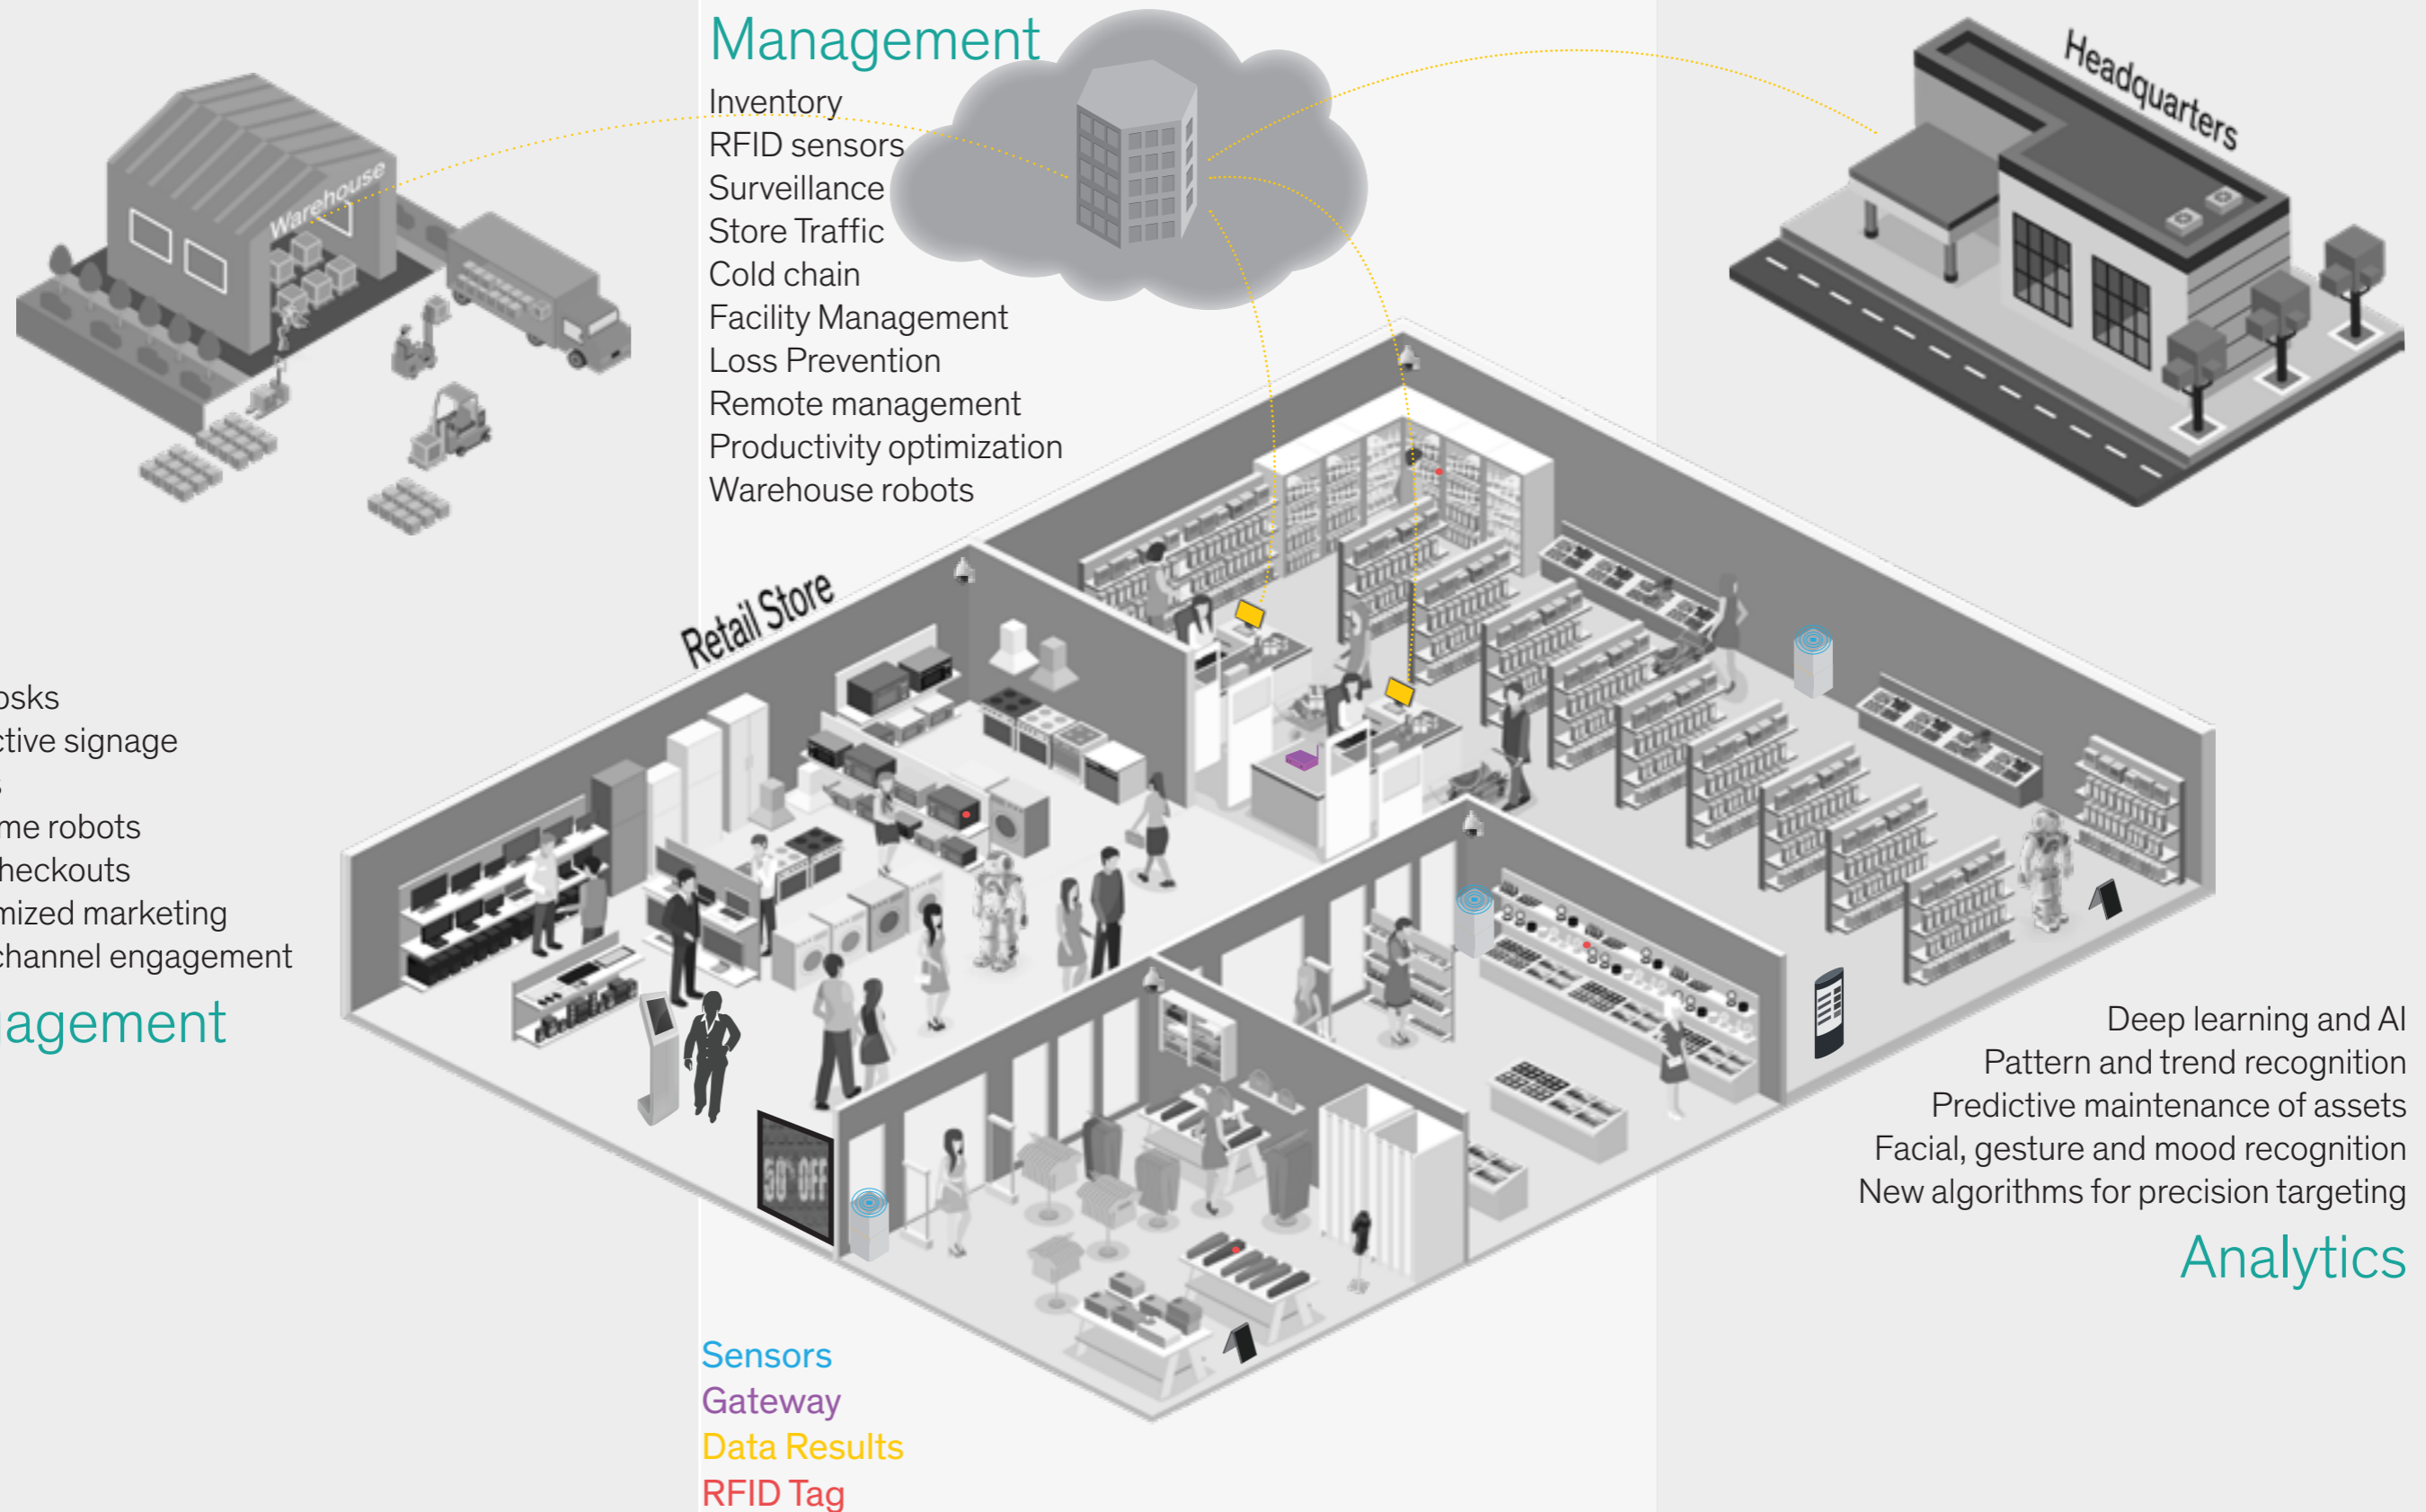 Management
Inventory
RFID sensors
Surveillance
Store Traffic
Cold chain
Facility Management
Loss Prevention
Remote management
Productivity optimization
Warehouse robots
Warehouse
Headquarters
Retail Store
osks
ctive signage
s
me robots
heckouts
mized marketing
channel engagement
agement
50% OFF
Deep learning and AI
Pattern and trend recognition
Predictive maintenance of assets
Facial, gesture and mood recognition
New algorithms for precision targeting
Analytics
Sensors
Gateway
Data Results
RFID Tag